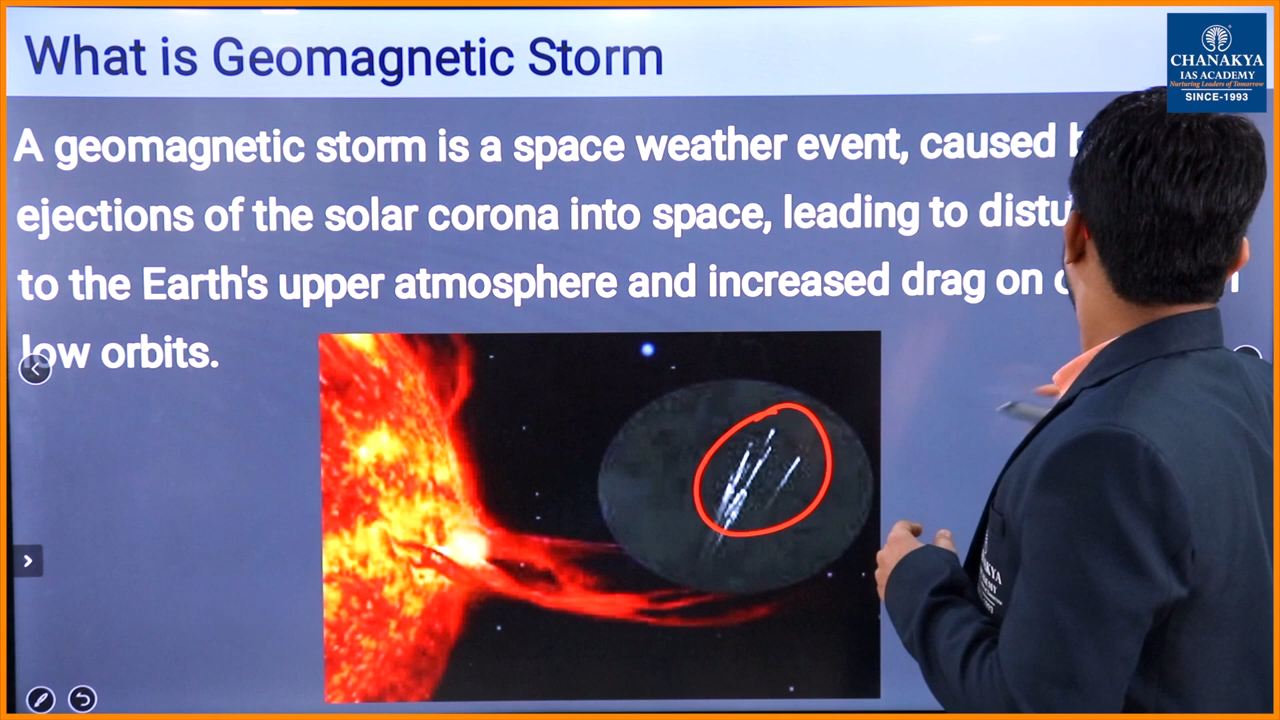 What is Geomagnetic Storm
CHANAKYA
IAS ACADEMY
Nurturing Leaders of Tomorrow
SINCE-1993
A geomagnetic storm is a space weather event, caused
ejections of the solar corona into space, leading to
to the Earth's upper atmosphere and increased drag on
low orbits.